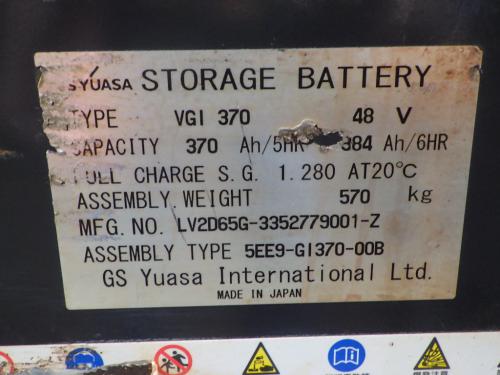 SYUASA STORAGE BATTERY
TYPE VGI 370 48 V
CAPACITY 370 Ah/5HR 384 Ah/6HR
FULL CHARGE S.G. 1.280 AT20°C
ASSEMBLY WEIGHT 570 kg
MFG. NO. LV2D65G-3352779001-Z
ASSEMBLY TYPE 5EE9-GI370-00B
GS Yuasa International Ltd.
MADE IN JAPAN